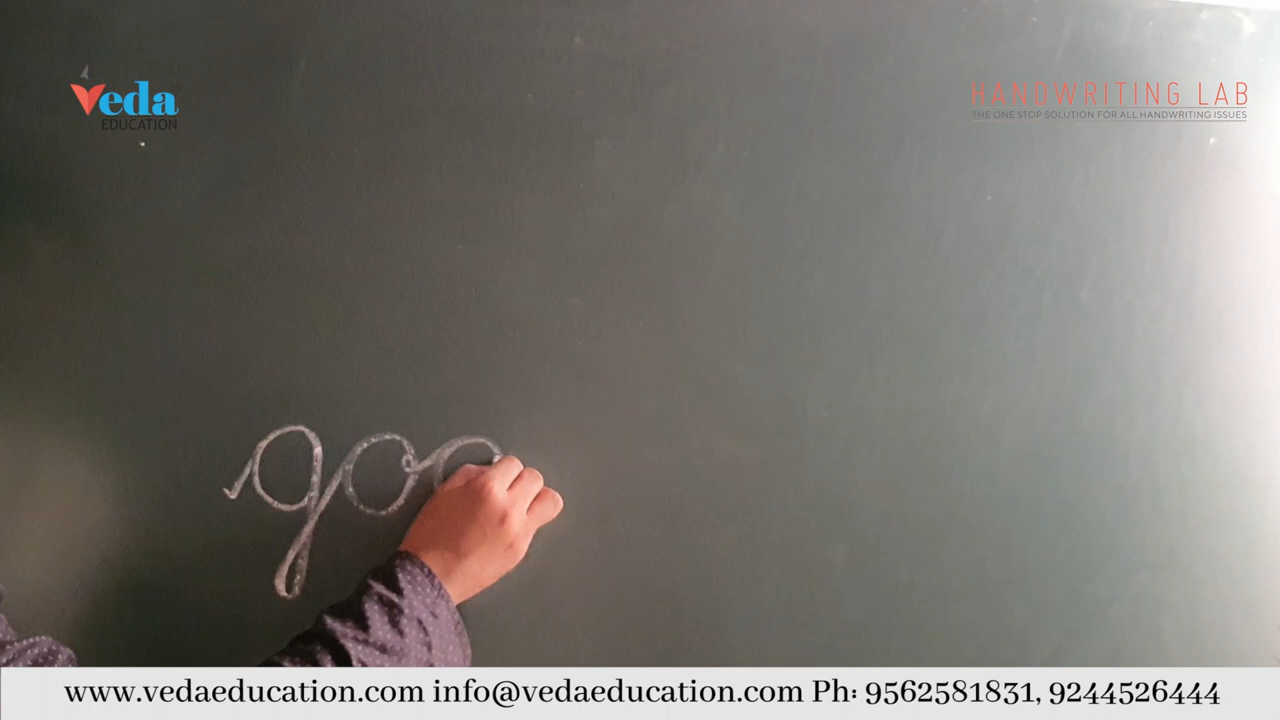 Veda
EDUCATION
HANDWRITING LAB
THE ONE STOP SOLUTION FOR ALL HANDWRITING ISSUES
goo
www.vedaeducation.com info@vedaeducation.com Ph: 9562581831, 9244526444